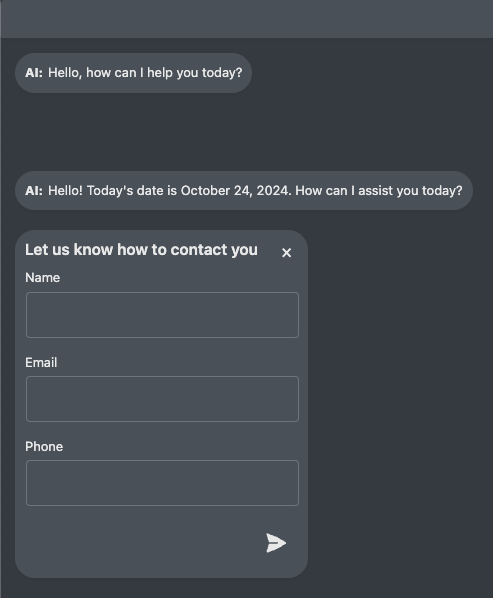 AI: Hello, how can I help you today?
AI: Hello! Today's date is October 24, 2024. How can I assist you today?
Let us know how to contact you
Name
Email
Phone